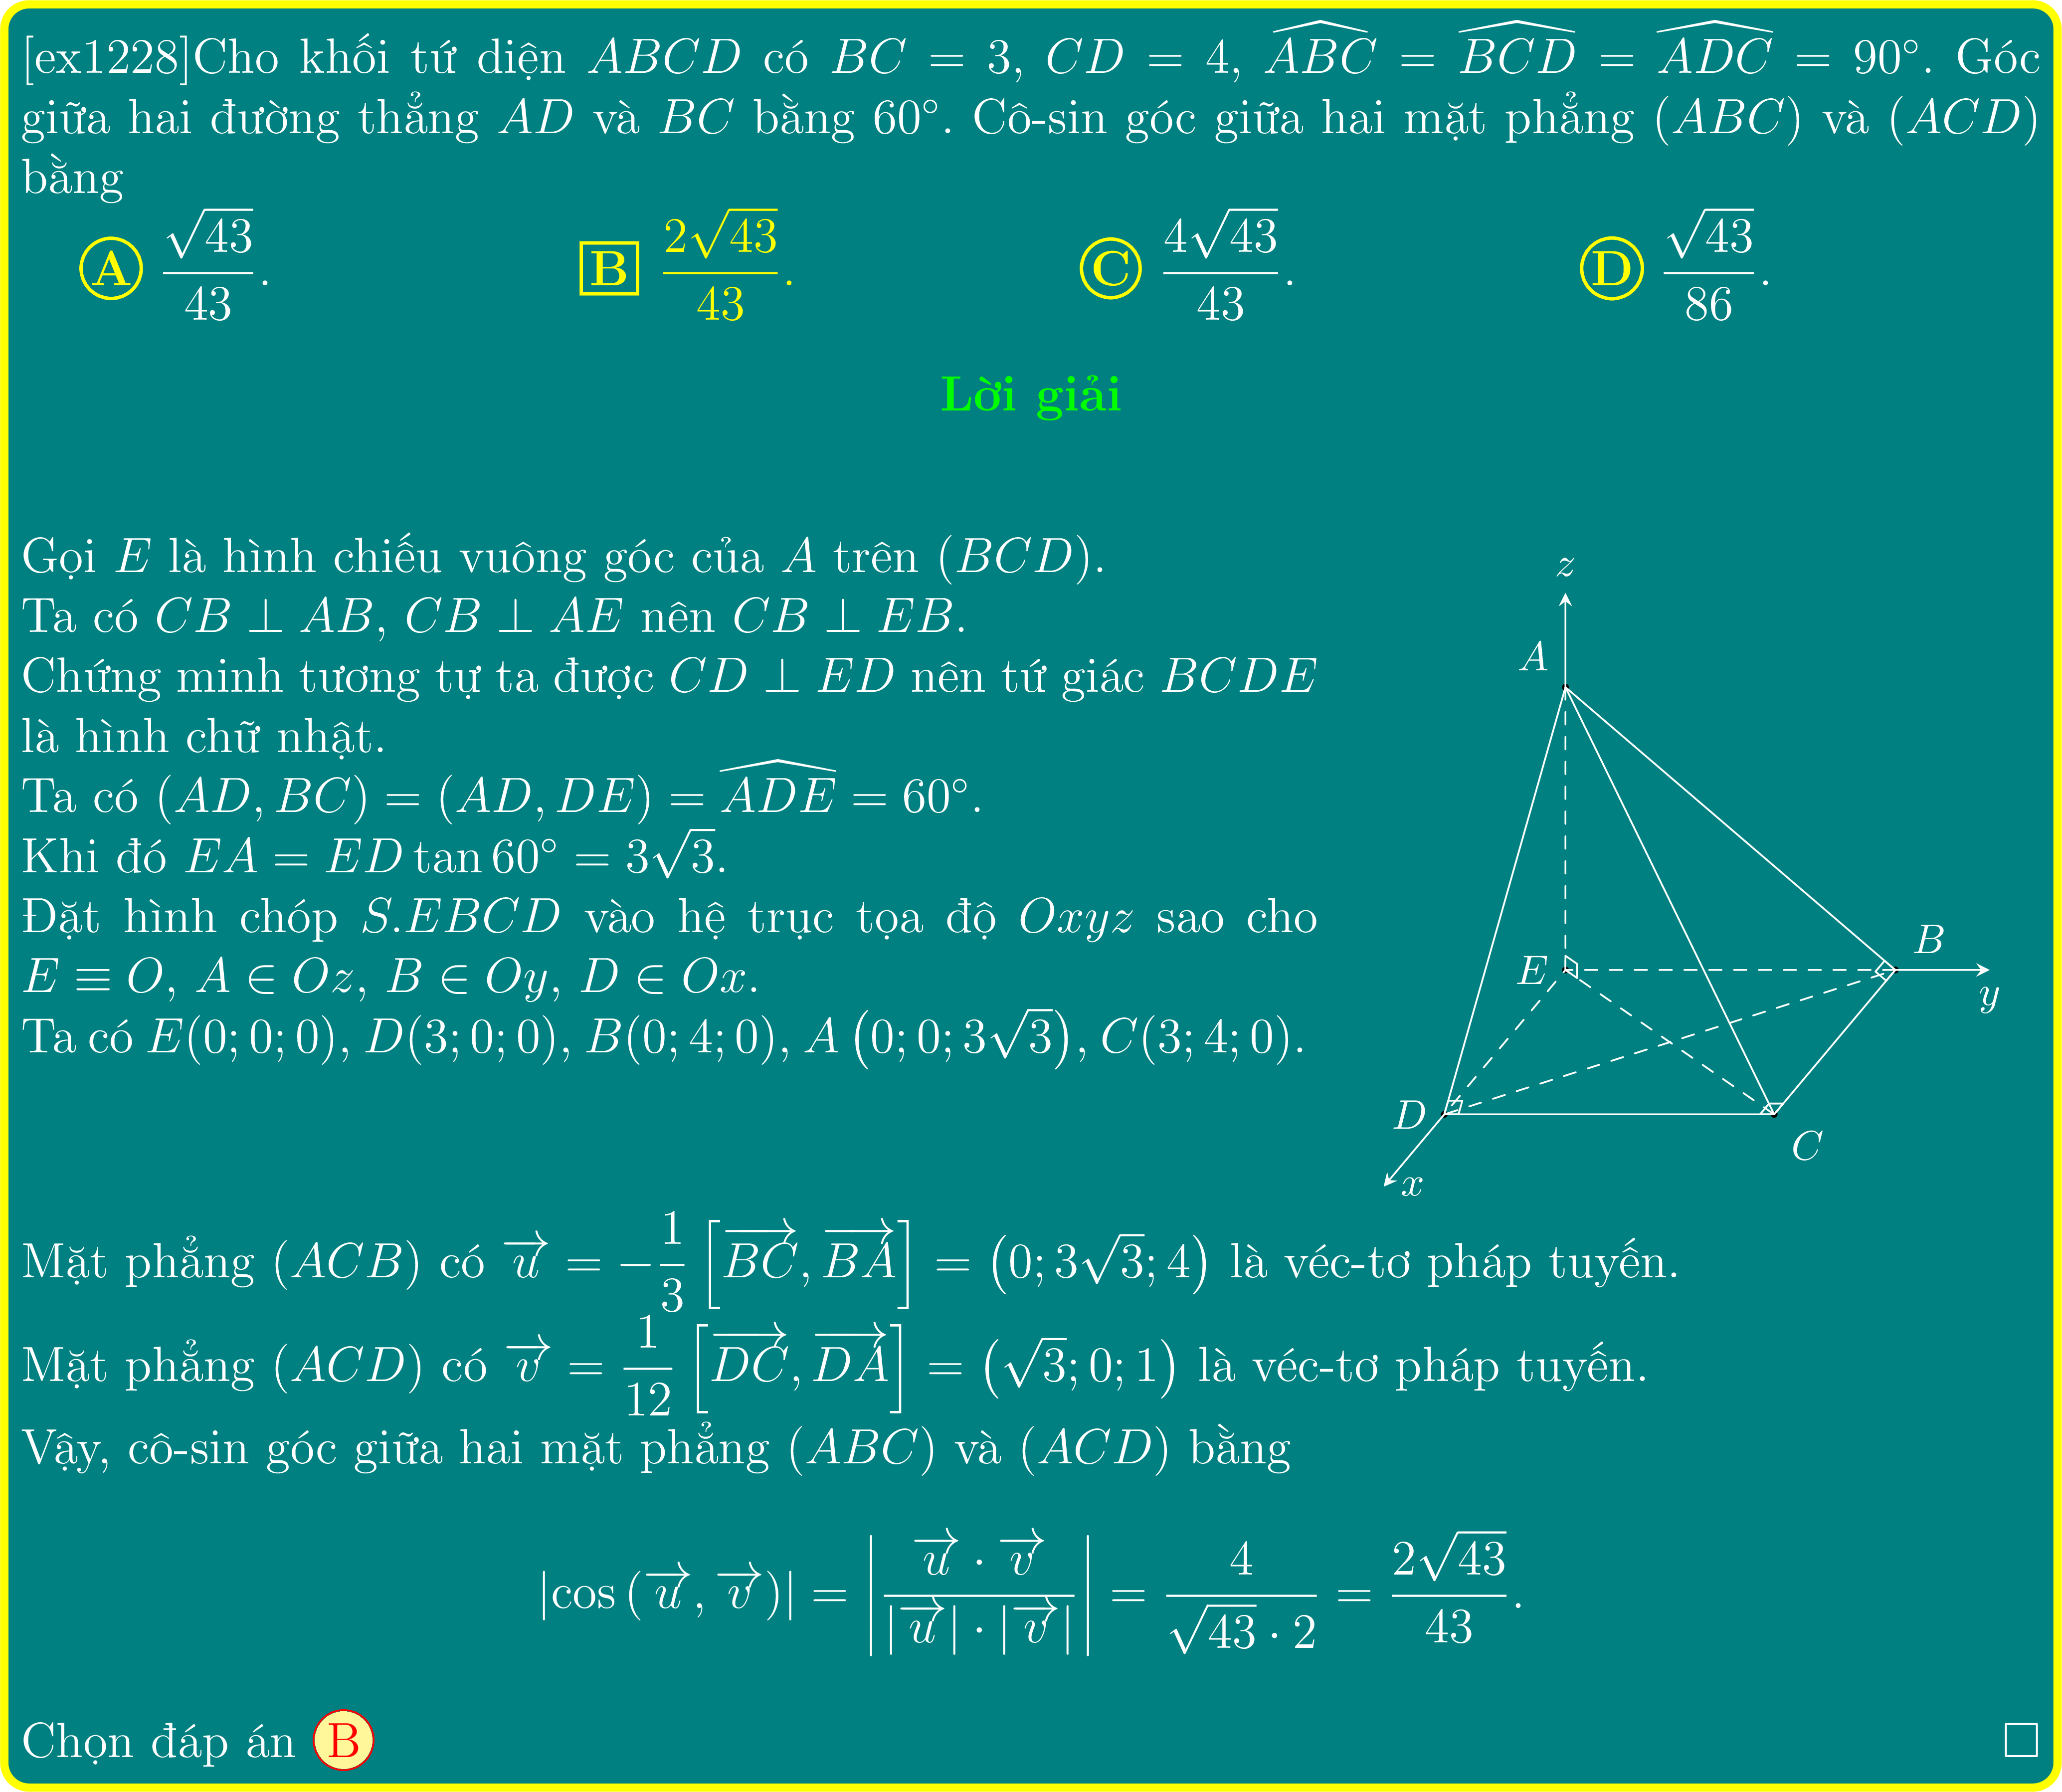 [ex1228]Cho khối tứ diện ABCD có BC = 3, CD = 4, $\widehat{ABC} = \widehat{BCD} = \widehat{ADC} = 90^\circ$. Góc
giữa hai đường thẳng AD và BC bằng 60°. Cô-sin góc giữa hai mặt phẳng (ABC) và (ACD)
bằng
A $\frac{\sqrt{43}}{43}$. B $\frac{2\sqrt{43}}{43}$. C $\frac{4\sqrt{43}}{43}$. D $\frac{\sqrt{43}}{86}$.
Lời giải
Gọi E là hình chiếu vuông góc của A trên (BCD).
Ta có CB ⊥ AB, CB ⊥ AE nên CB ⊥ EB.
Chứng minh tương tự ta được CD ⊥ ED nên tứ giác BCDE
là hình chữ nhật.
Ta có (AD, BC) = (AD, DE) = $\widehat{ADE}$ = 60°.
Khi đó EA = ED tan 60° = $3\sqrt{3}$.
Đặt hình chóp S.EBCD vào hệ trục tọa độ Oxyz sao cho
E ≡ O, A ∈ Oz, B ∈ Oy, D ∈ Ox.
Ta có E(0; 0; 0), D(3; 0; 0), B(0; 4; 0), A $(0; 0; 3\sqrt{3})$, C(3; 4; 0).
z
A
B
E
y
D
C
x
Mặt phẳng (ACB) có $\overrightarrow{u} = -\frac{1}{3}\left[\overrightarrow{BC}, \overrightarrow{BA}\right] = \left(0; 3\sqrt{3}; 4\right)$ là véc-tơ pháp tuyến.
Mặt phẳng (ACD) có $\overrightarrow{v} = \frac{1}{12}\left[\overrightarrow{DC}, \overrightarrow{DA}\right] = \left(\sqrt{3}; 0; 1\right)$ là véc-tơ pháp tuyến.
Vậy, cô-sin góc giữa hai mặt phẳng (ABC) và (ACD) bằng
$|\cos(\overrightarrow{u}, \overrightarrow{v})| = \left|\frac{\overrightarrow{u} \cdot \overrightarrow{v}}{|\overrightarrow{u}| \cdot |\overrightarrow{v}|}\right| = \frac{4}{\sqrt{43} \cdot 2} = \frac{2\sqrt{43}}{43}$.
Chọn đáp án B □